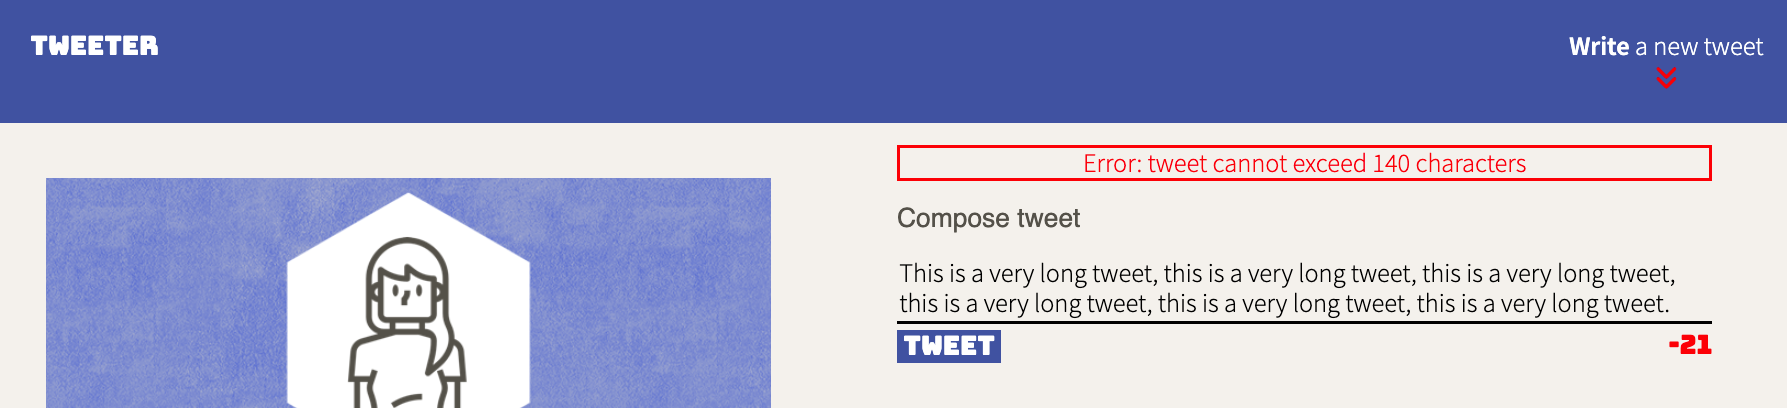 TWEETER
Write a new tweet
Error: tweet cannot exceed 140 characters
Compose tweet
This is a very long tweet, this is a very long tweet, this is a very long tweet,
this is a very long tweet, this is a very long tweet, this is a very long tweet.
TWEET
-21